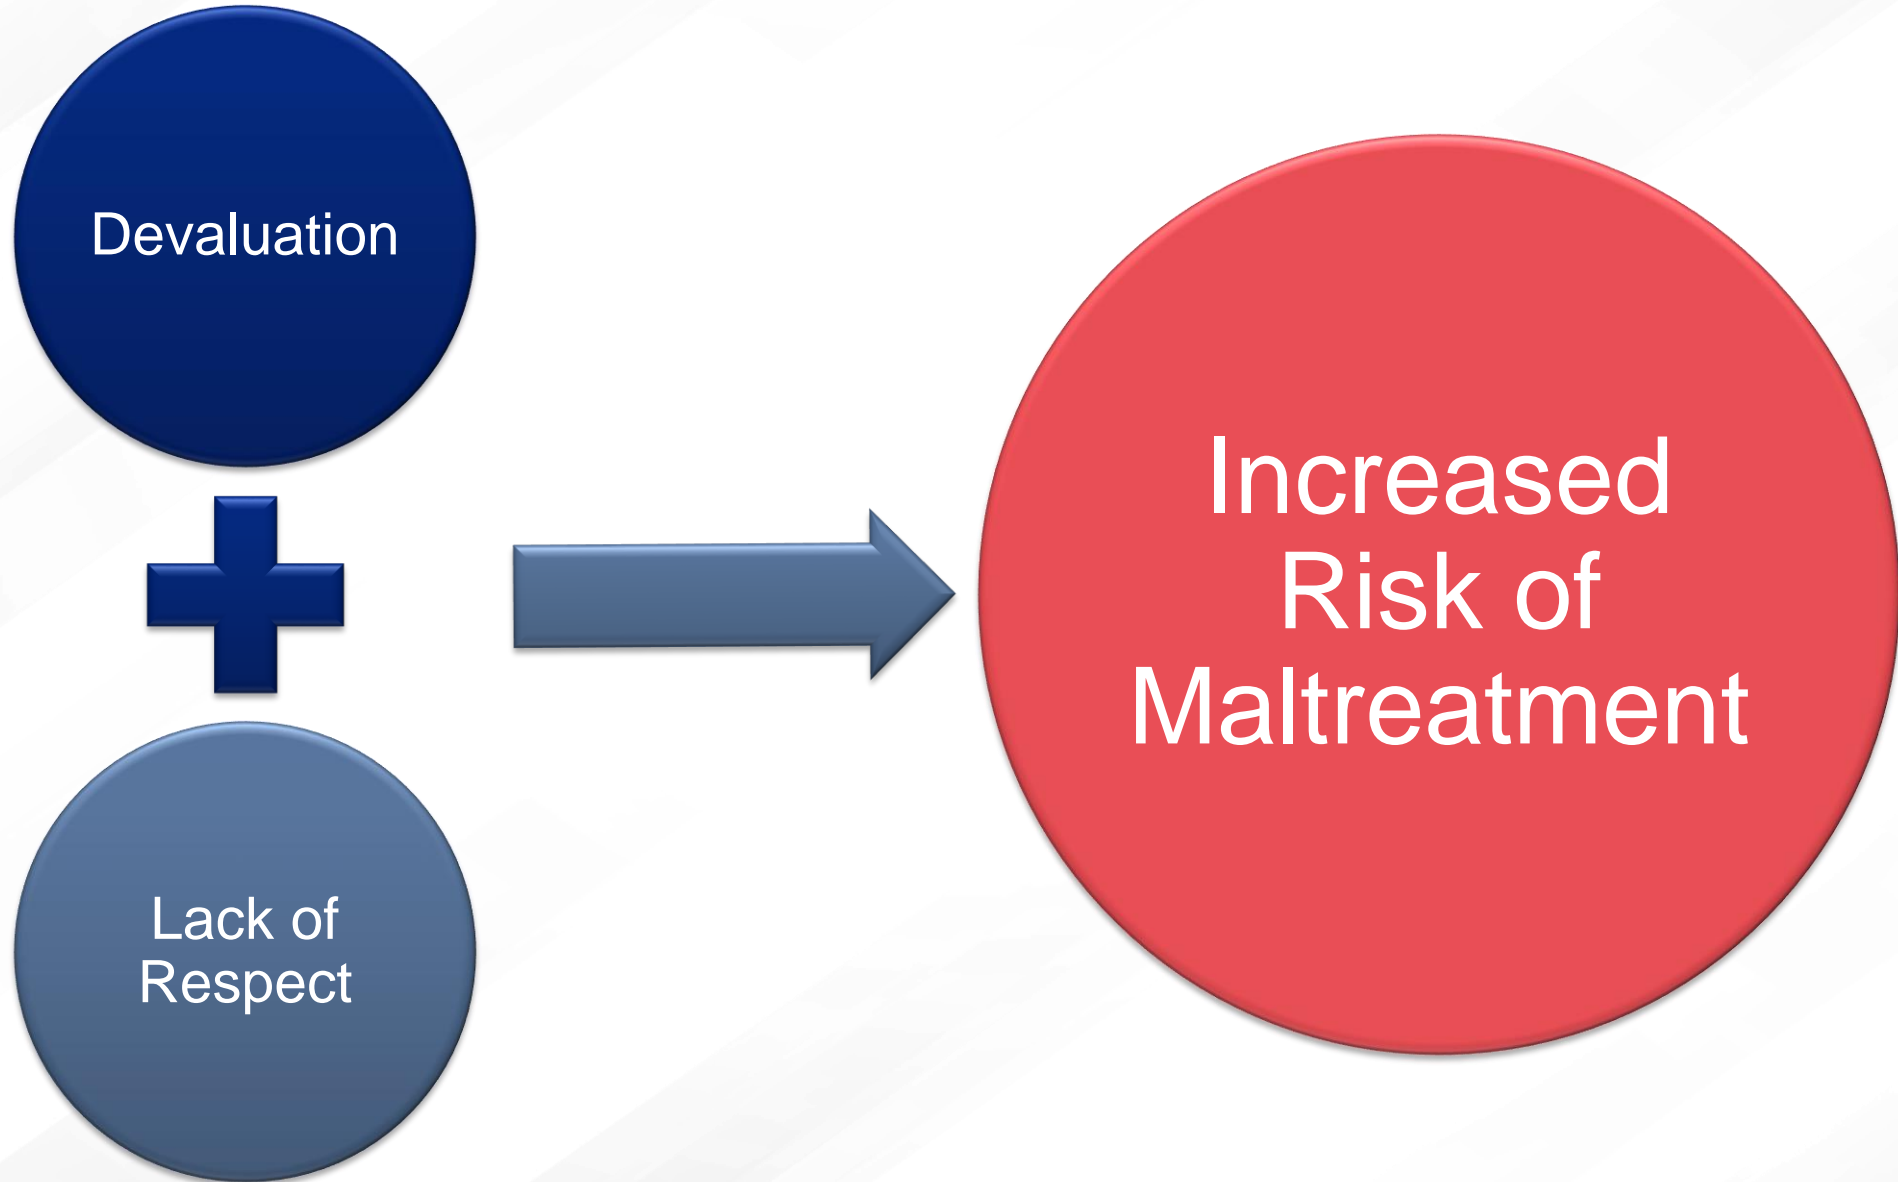 Devaluation
Lack of
Respect
Increased
Risk of
Maltreatment